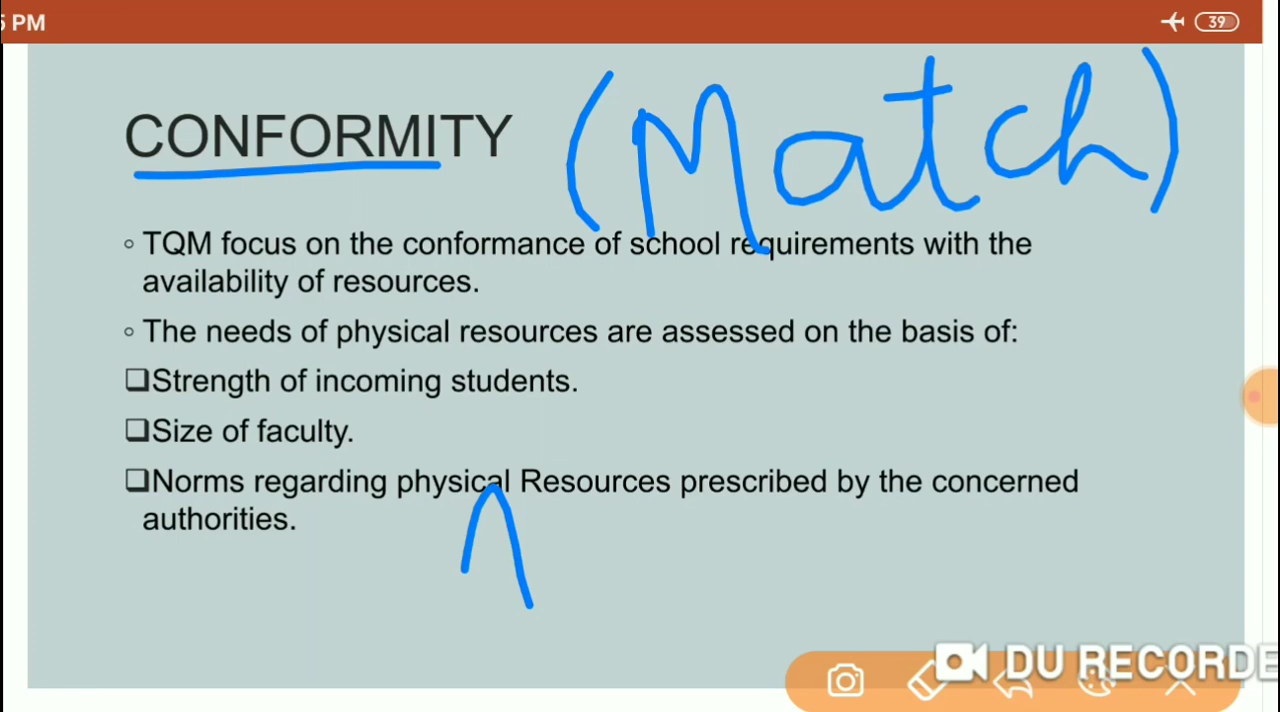 5 PM
39
CONFORMITY (Match)
◦ TQM focus on the conformance of school requirements with the
availability of resources.
◦ The needs of physical resources are assessed on the basis of:
❑Strength of incoming students.
❑Size of faculty.
❑Norms regarding physical Resources prescribed by the concerned
authorities.
DU RECORDE